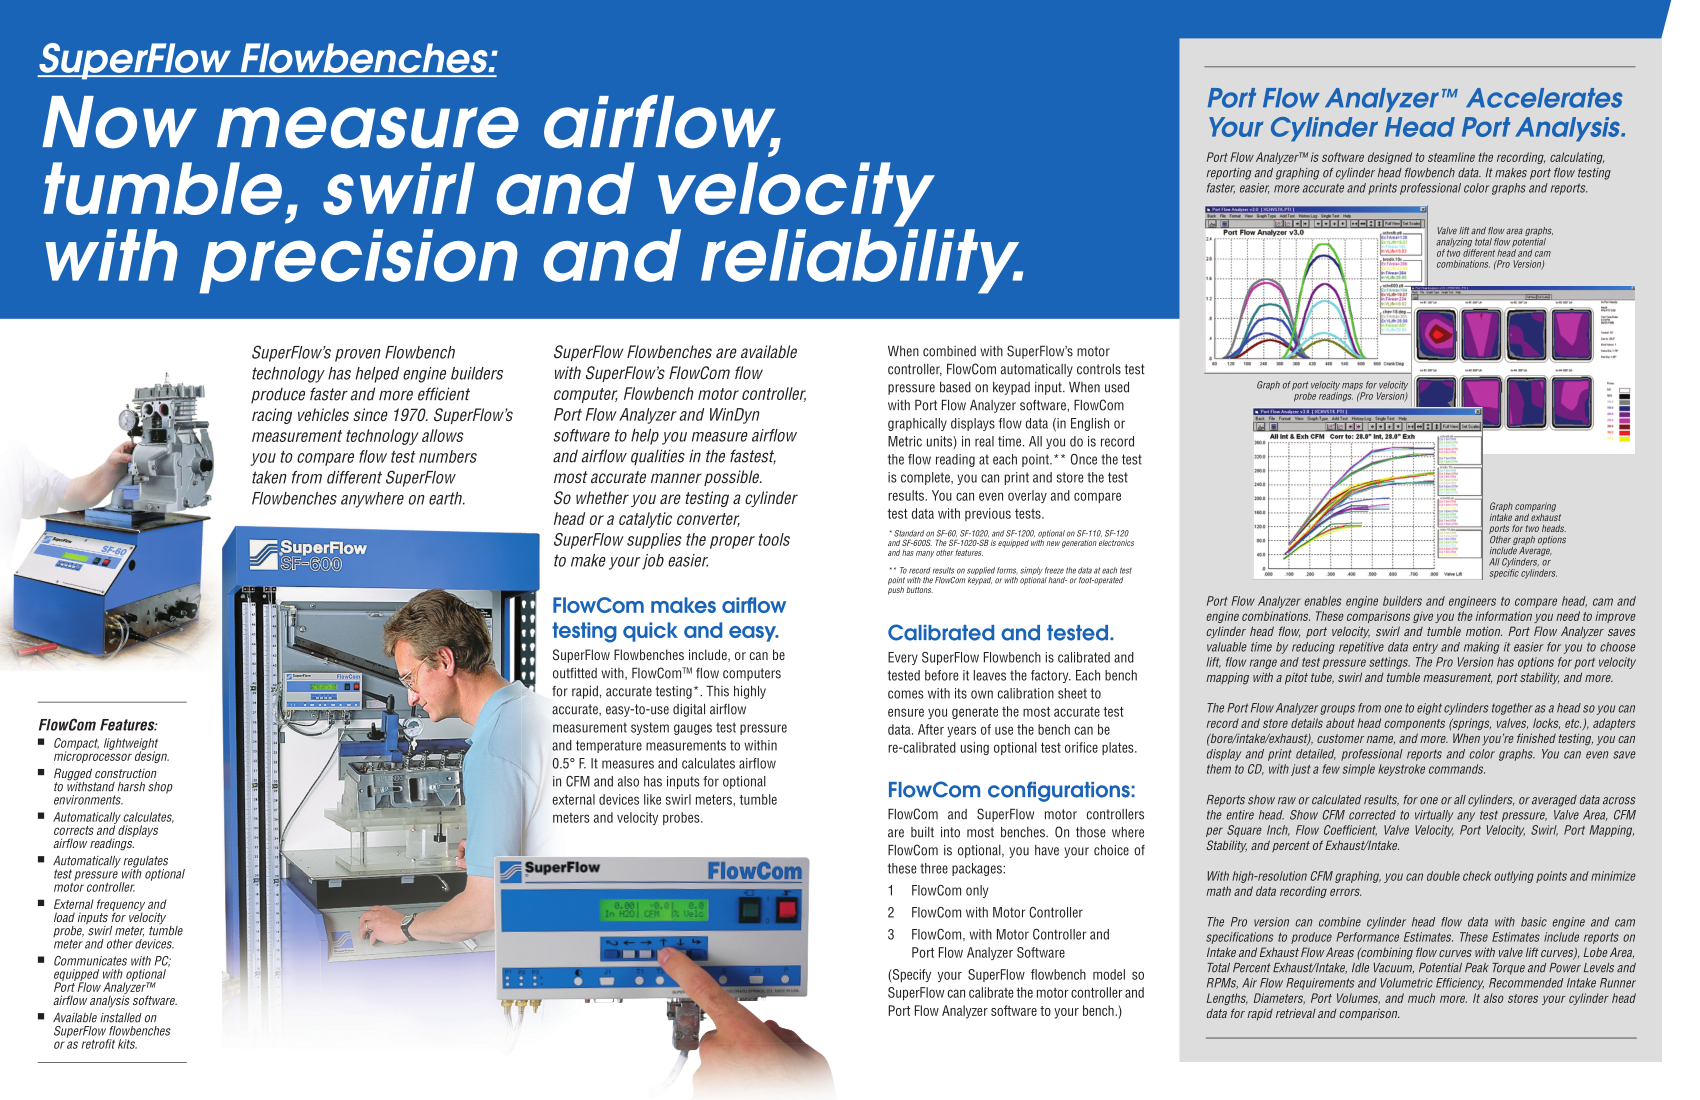 SuperFlow Flowbenches:
Now measure airflow,
tumble, swirl and velocity
with precision and reliability.
SuperFlow's proven Flowbench
technology has helped engine builders
produce faster and more efficient
racing vehicles since 1970. SuperFlow's
measurement technology allows
you to compare flow test numbers
taken from different SuperFlow
Flowbenches anywhere on earth.
SF-60
SuperFlow
SF-600
FlowCom Features:
■ Compact, lightweight
microprocessor design.
■ Rugged construction
to withstand harsh shop
environments.
■ Automatically calculates,
corrects and displays
airflow readings.
■ Automatically regulates
test pressure with optional
motor controller.
■ External frequency and
load inputs for velocity
probe, swirl meter, tumble
meter and other devices.
■ Communicates with PC;
equipped with optional
Port Flow Analyzer™
airflow analysis software.
■ Available installed on
SuperFlow flowbenches
or as retrofit kits.
SuperFlow Flowbenches are available
with SuperFlow's FlowCom flow
computer, Flowbench motor controller,
Port Flow Analyzer and WinDyn
software to help you measure airflow
and airflow qualities in the fastest,
most accurate manner possible.
So whether you are testing a cylinder
head or a catalytic converter,
SuperFlow supplies the proper tools
to make your job easier.
FlowCom makes airflow
testing quick and easy.
SuperFlow Flowbenches include, or can be
outfitted with, FlowCom™ flow computers
for rapid, accurate testing*. This highly
accurate, easy-to-use digital airflow
measurement system gauges test pressure
and temperature measurements to within
0.5° F. It measures and calculates airflow
in CFM and also has inputs for optional
external devices like swirl meters, tumble
meters and velocity probes.
SuperFlow FlowCom
In H2O CFM % Velc
When combined with SuperFlow's motor
controller, FlowCom automatically controls test
pressure based on keypad input. When used
with Port Flow Analyzer software, FlowCom
graphically displays flow data (in English or
Metric units) in real time. All you do is record
the flow reading at each point.** Once the test
is complete, you can print and store the test
results. You can even overlay and compare
test data with previous tests.
* Standard on SF-60, SF-1020, and SF-1200, optional on SF-110, SF-120
and SF-600S. The SF-1020-SB is equipped with new generation electronics
and has many other features.
** To record results on supplied forms, simply freeze the data at each test
point with the FlowCom keypad, or with optional hand- or foot-operated
push buttons.
Calibrated and tested.
Every SuperFlow Flowbench is calibrated and
tested before it leaves the factory. Each bench
comes with its own calibration sheet to
ensure you generate the most accurate test
data. After years of use the bench can be
re-calibrated using optional test orifice plates.
FlowCom configurations:
FlowCom and SuperFlow motor controllers
are built into most benches. On those where
FlowCom is optional, you have your choice of
these three packages:
1 FlowCom only
2 FlowCom with Motor Controller
3 FlowCom, with Motor Controller and
Port Flow Analyzer Software
(Specify your SuperFlow flowbench model so
SuperFlow can calibrate the motor controller and
Port Flow Analyzer software to your bench.)
Port Flow Analyzer™ Accelerates
Your Cylinder Head Port Analysis.
Port Flow Analyzer™ is software designed to steamline the recording, calculating,
reporting and graphing of cylinder head flowbench data. It makes port flow testing
faster, easier, more accurate and prints professional color graphs and reports.
Port Flow Analyzer v3.0
Valve lift and flow area graphs,
analyzing total flow potential
of two different head and cam
combinations. (Pro Version)
Graph of port velocity maps for velocity
probe readings. (Pro Version)
All Int & Exh CFM Corr to: 28.0" Int, 28.0" Exh
Valve Lift
Graph comparing
intake and exhaust
ports for two heads.
Other graph options
include Average,
All Cylinders, or
specific cylinders.
Port Flow Analyzer enables engine builders and engineers to compare head, cam and
engine combinations. These comparisons give you the information you need to improve
cylinder head flow, port velocity, swirl and tumble motion. Port Flow Analyzer saves
valuable time by reducing repetitive data entry and making it easier for you to choose
lift, flow range and test pressure settings. The Pro Version has options for port velocity
mapping with a pitot tube, swirl and tumble measurement, port stability, and more.
The Port Flow Analyzer groups from one to eight cylinders together as a head so you can
record and store details about head components (springs, valves, locks, etc.), adapters
(bore/intake/exhaust), customer name, and more. When you're finished testing, you can
display and print detailed, professional reports and color graphs. You can even save
them to CD, with just a few simple keystroke commands.
Reports show raw or calculated results, for one or all cylinders, or averaged data across
the entire head. Show CFM corrected to virtually any test pressure, Valve Area, CFM
per Square Inch, Flow Coefficient, Valve Velocity, Port Velocity, Swirl, Port Mapping,
Stability, and percent of Exhaust/Intake.
With high-resolution CFM graphing, you can double check outlying points and minimize
math and data recording errors.
The Pro version can combine cylinder head flow data with basic engine and cam
specifications to produce Performance Estimates. These Estimates include reports on
Intake and Exhaust Flow Areas (combining flow curves with valve lift curves), Lobe Area,
Total Percent Exhaust/Intake, Idle Vacuum, Potential Peak Torque and Power Levels and
RPMs, Air Flow Requirements and Volumetric Efficiency, Recommended Intake Runner
Lengths, Diameters, Port Volumes, and much more. It also stores your cylinder head
data for rapid retrieval and comparison.